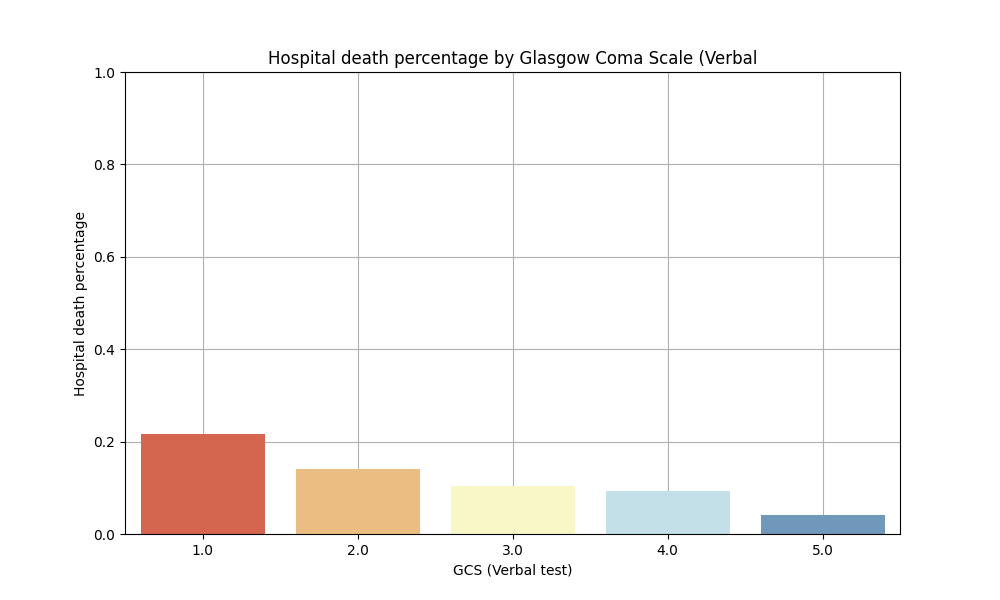 Hospital death percentage by Glasgow Coma Scale (Verbal
1.0
0.8
0.6
0.4
0.2
0.0
Hospital death percentage
1.0 2.0 3.0 4.0 5.0
GCS (Verbal test)